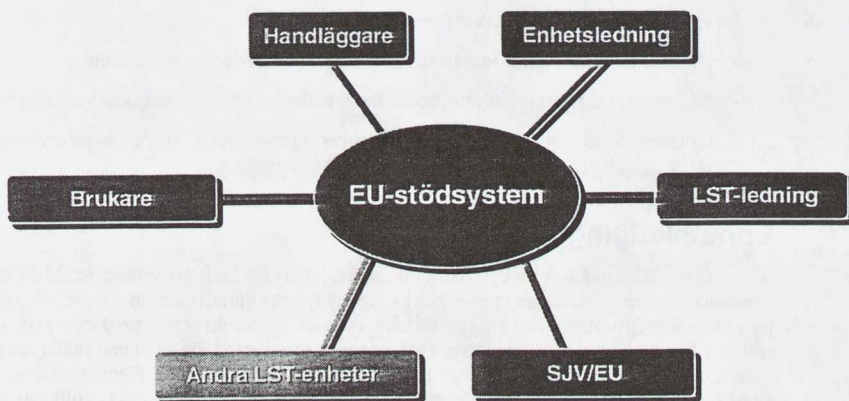 Handläggare
Enhetsledning
Brukare
EU-stödsystem
LST-ledning
Andra LST-enheter
SJV/EU